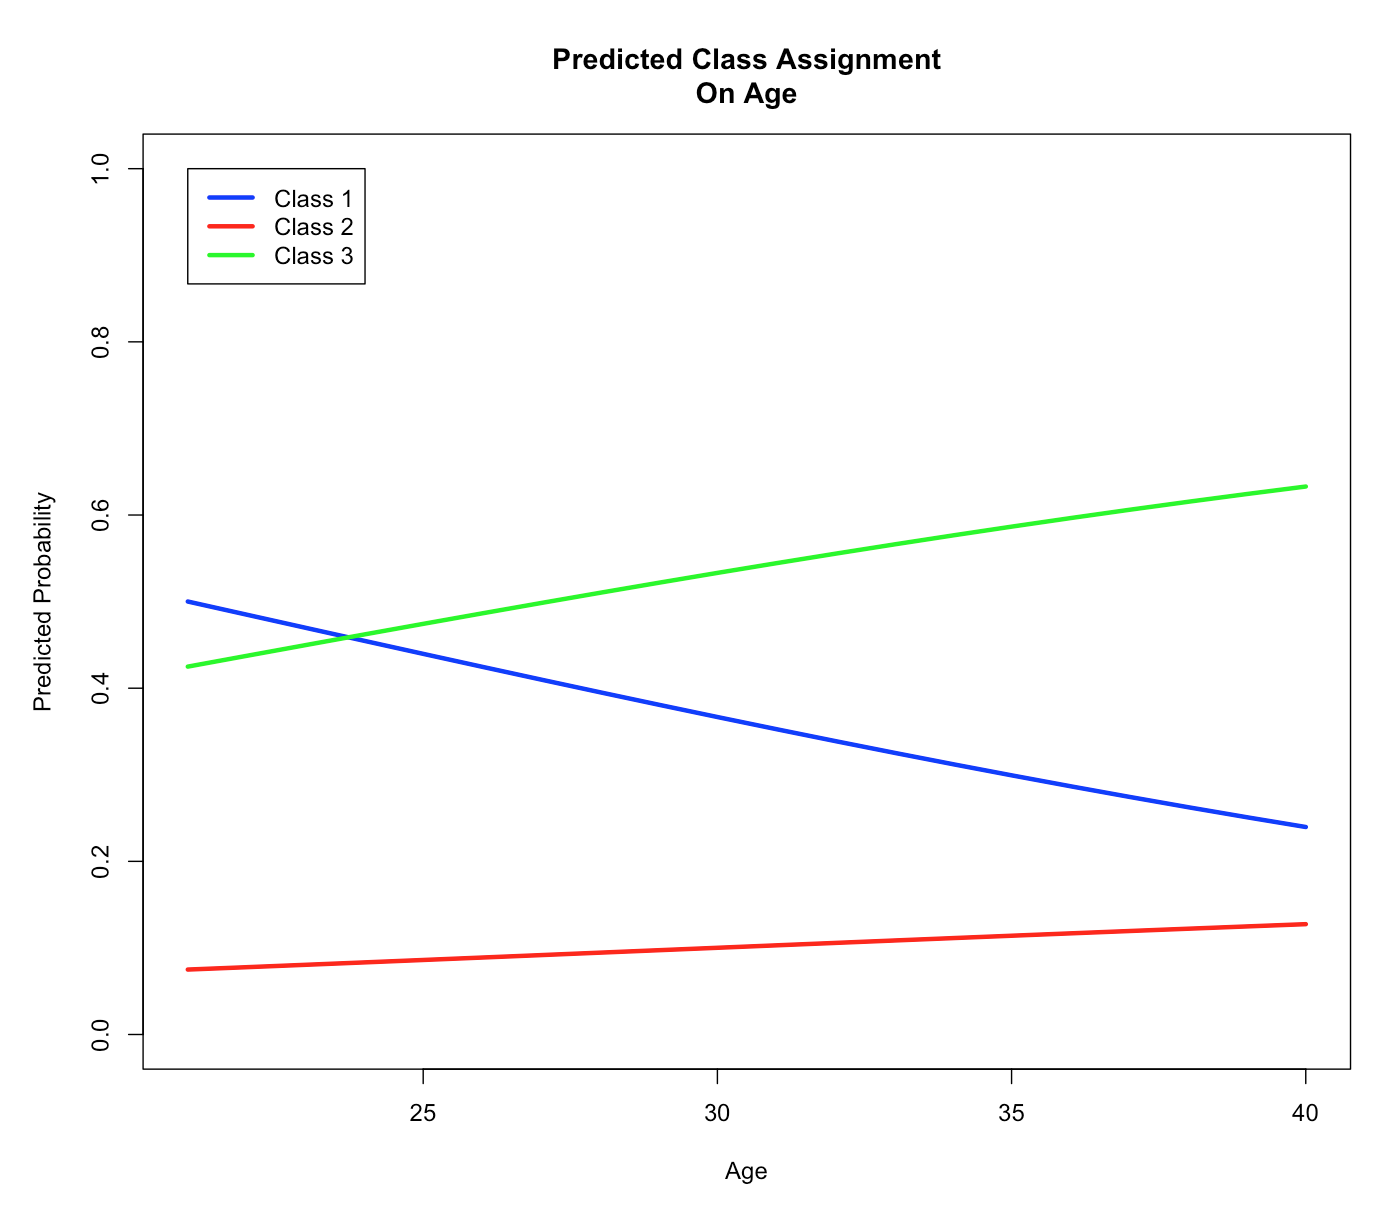 Predicted Class Assignment
On Age
Class 1
Class 2
Class 3
Predicted Probability
1.0
0.8
0.6
0.4
0.2
0.0
25 30 35 40
Age